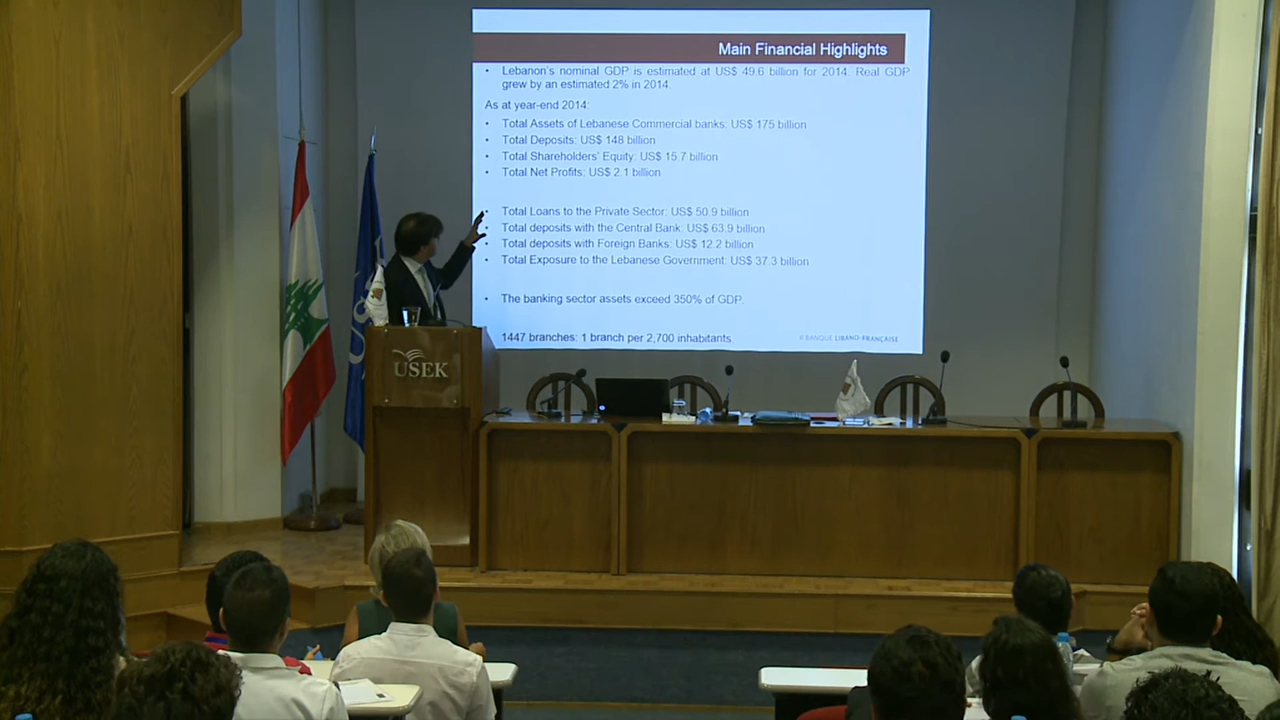 Main Financial Highlights
• Lebanon's nominal GDP is estimated at US$ 49.6 billion for 2014. Real GDP
grew by an estimated 2% in 2014.
As at year-end 2014:
• Total Assets of Lebanese Commercial banks: US$ 175 billion
• Total Deposits: US$ 148 billion
• Total Shareholders' Equity: US$ 15.7 billion
• Total Net Profits: US$ 2.1 billion
• Total Loans to the Private Sector: US$ 50.9 billion
• Total deposits with the Central Bank: US$ 63.9 billion
• Total deposits with Foreign Banks: US$ 12.2 billion
• Total Exposure to the Lebanese Government: US$ 37.3 billion
• The banking sector assets exceed 350% of GDP.
1447 branches: 1 branch per 2,700 inhabitants.
BANQUE LIBANO-FRANÇAISE
USEK